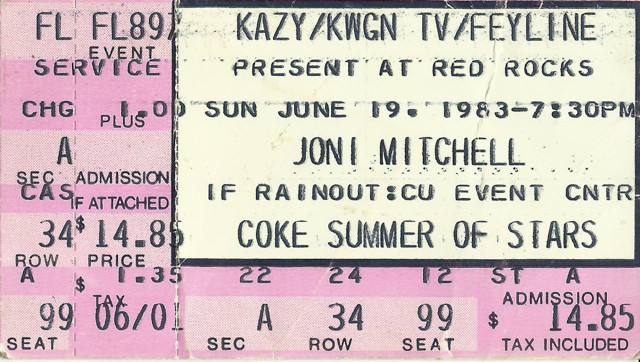 FL FL89
EVENT
SERVICE
CHG 1.00
PLUS
A
SEC ADMISSION
CAS
IF ATTACHED
34 $14.85
ROW PRICE
A $1.35
TAX
99 06/01
SEAT
KAZY/KWGN TV/FEYLINE
PRESENT AT RED ROCKS
SUN JUNE 19. 1983-7:30PM
JONI MITCHELL
IF RAINOUT:CU EVENT CNTR
COKE SUMMER OF STARS
22 24 12 ST A
ADMISSION
A 34 99 $ 14.85
SEC ROW SEAT TAX INCLUDED